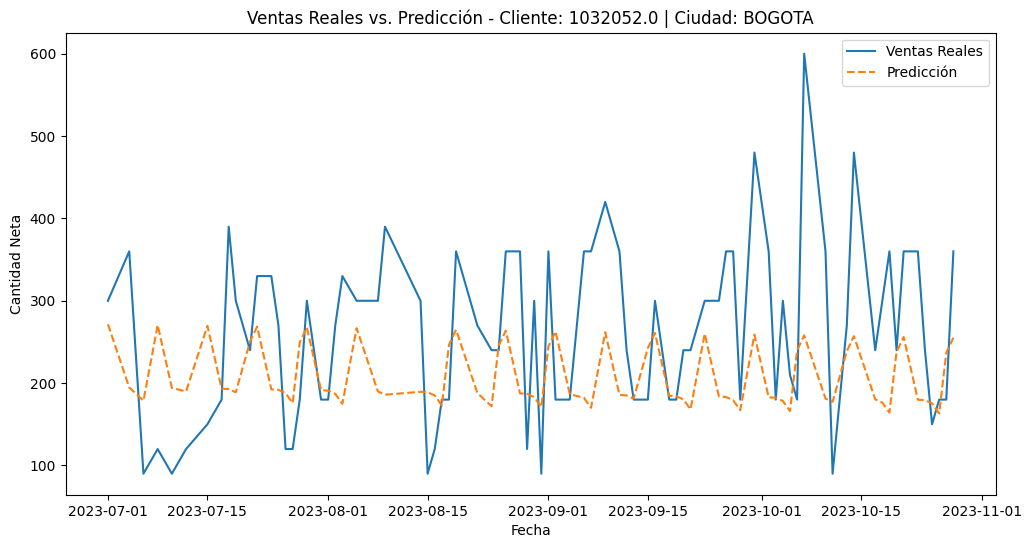 Ventas Reales vs. Predicción - Cliente: 1032052.0 | Ciudad: BOGOTA
Ventas Reales
Predicción
600
500
400
300
200
100
Cantidad Neta
2023-07-01 2023-07-15 2023-08-01 2023-08-15 2023-09-01 2023-09-15 2023-10-01 2023-10-15 2023-11-01
Fecha